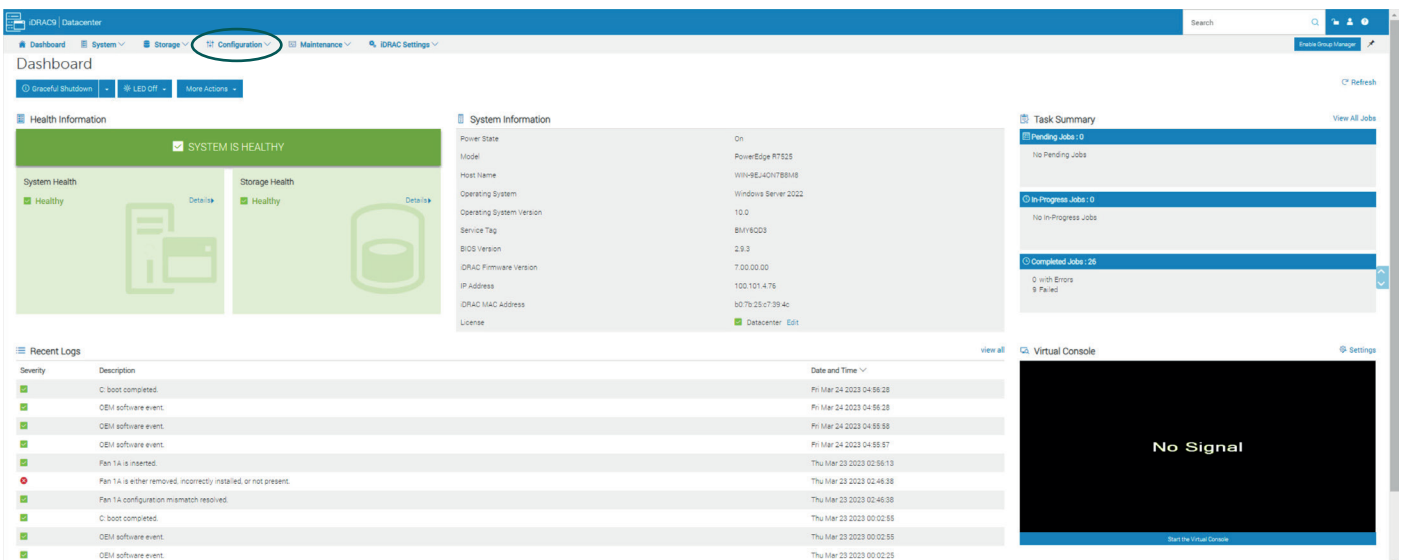 iDRAC9 | Datacenter
Search
Dashboard System Storage Configuration Maintenance iDRAC Settings
Enable Group Manager
Dashboard
Graceful Shutdown LED Off More Actions
Refresh
Health Information
SYSTEM IS HEALTHY
System Health
Healthy
Details
Storage Health
Healthy
Details
System Information
Power State On
Model PowerEdge R7525
Host Name WIN-9EJ4ON7B8M8
Operating System Windows Server 2022
Operating System Version 10.0
Service Tag BMY6QD3
BIOS Version 2.9.3
iDRAC Firmware Version 7.00.00.00
IP Address 100.101.4.76
iDRAC MAC Address b0:7b:25:c7:39:4c
License Datacenter Edit
Task Summary
View All Jobs
Pending Jobs : 0
No Pending Jobs
In-Progress Jobs : 0
No In-Progress Jobs
Completed Jobs : 26
0 with Errors
9 Failed
Recent Logs
view all
Severity Description Date and Time
C: boot completed. Fri Mar 24 2023 04:56:28
OEM software event. Fri Mar 24 2023 04:56:28
OEM software event. Fri Mar 24 2023 04:55:58
OEM software event. Fri Mar 24 2023 04:55:57
Fan 1A is inserted. Thu Mar 23 2023 02:56:13
Fan 1A is either removed, incorrectly installed, or not present. Thu Mar 23 2023 02:46:38
Fan 1A configuration mismatch resolved. Thu Mar 23 2023 02:46:38
C: boot completed. Thu Mar 23 2023 00:02:55
OEM software event. Thu Mar 23 2023 00:02:55
OEM software event. Thu Mar 23 2023 00:02:25
Virtual Console
Settings
No Signal
Start the Virtual Console